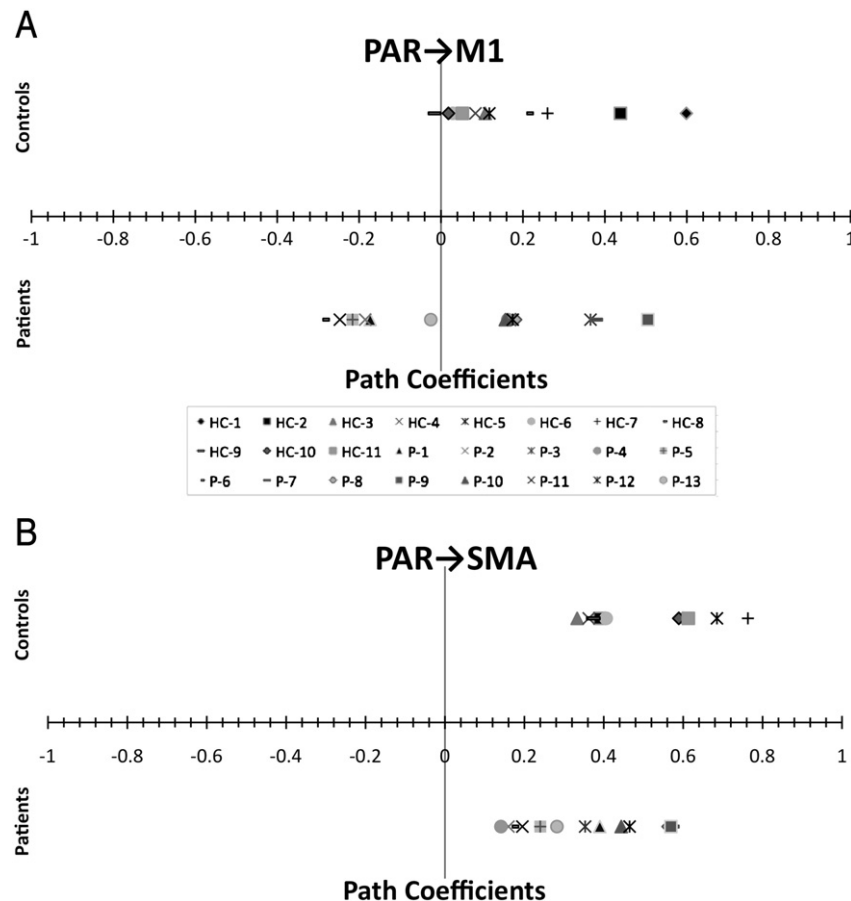 A
PAR→M1
Controls
-1 -0.8 -0.6 -0.4 -0.2 0 0.2 0.4 0.6 0.8 1
Patients
Path Coefficients
HC-1 HC-2 HC-3 HC-4 HC-5 HC-6 HC-7 HC-8
HC-9 HC-10 HC-11 P-1 P-2 P-3 P-4 P-5
P-6 P-7 P-8 P-9 P-10 P-11 P-12 P-13
B
PAR→SMA
Controls
-1 -0.8 -0.6 -0.4 -0.2 0 0.2 0.4 0.6 0.8 1
Patients
Path Coefficients